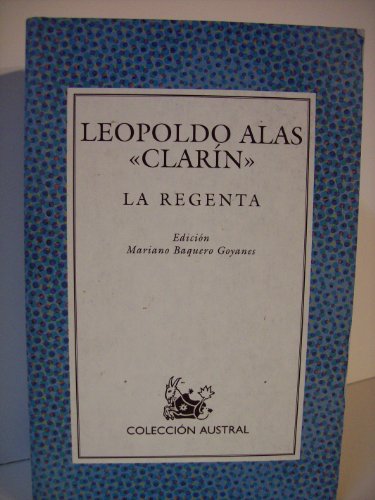 LEOPOLDO ALAS
«CLARÍN»
LA REGENTA
Edición
Mariano Baquero Goyanes
COLECCIÓN AUSTRAL